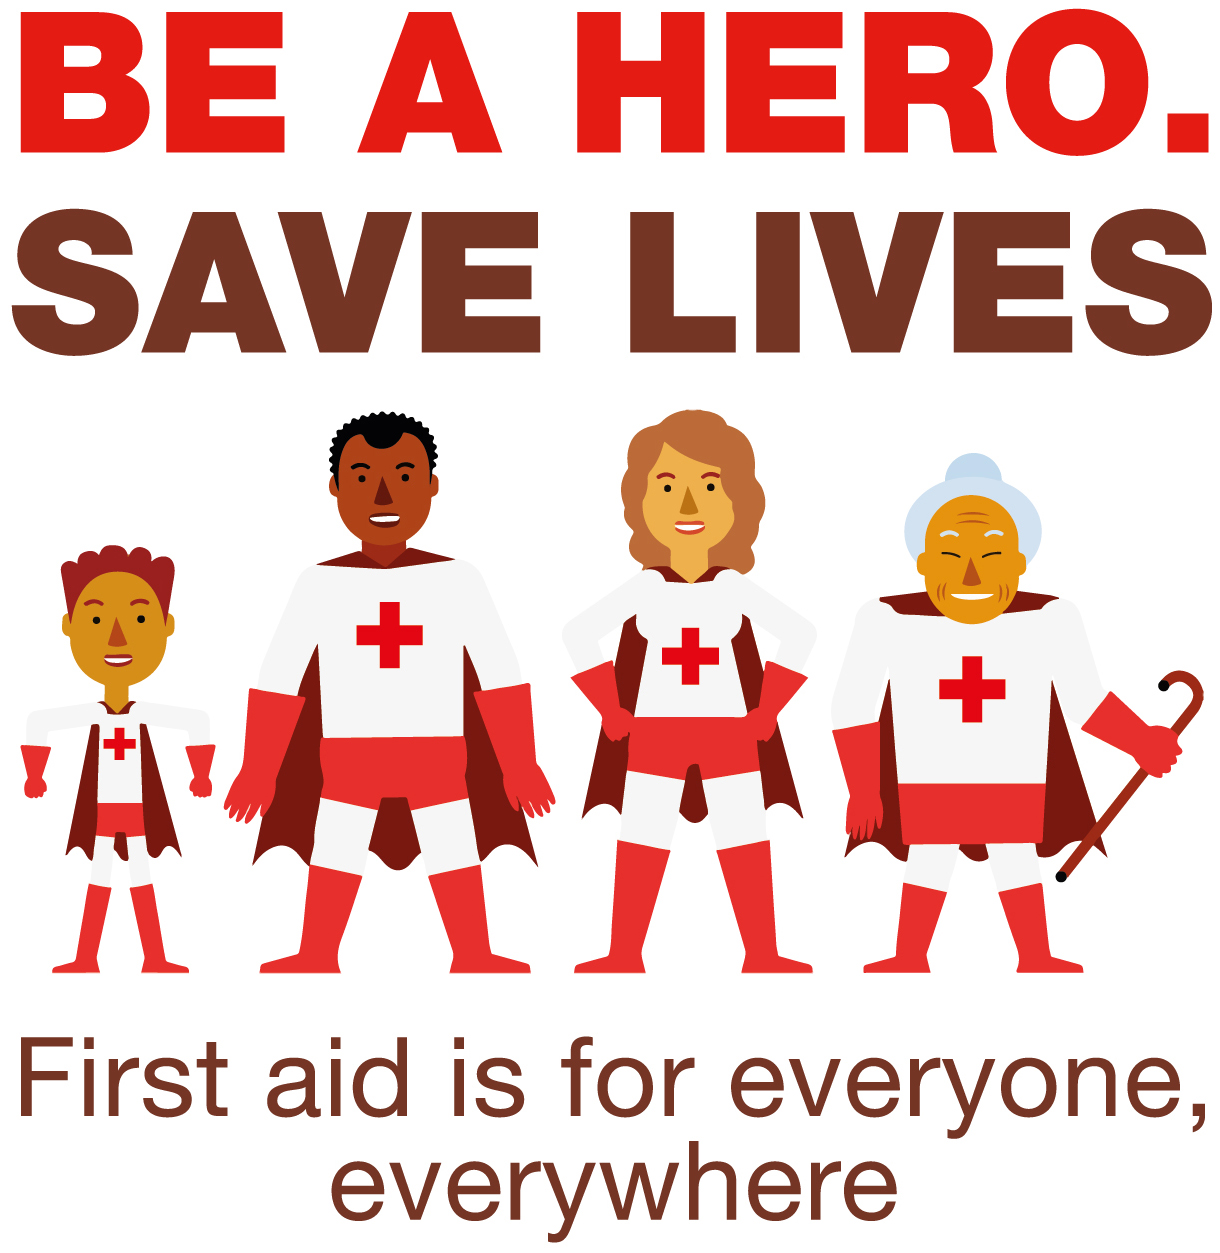 BE A HERO.
SAVE LIVES
First aid is for everyone,
everywhere